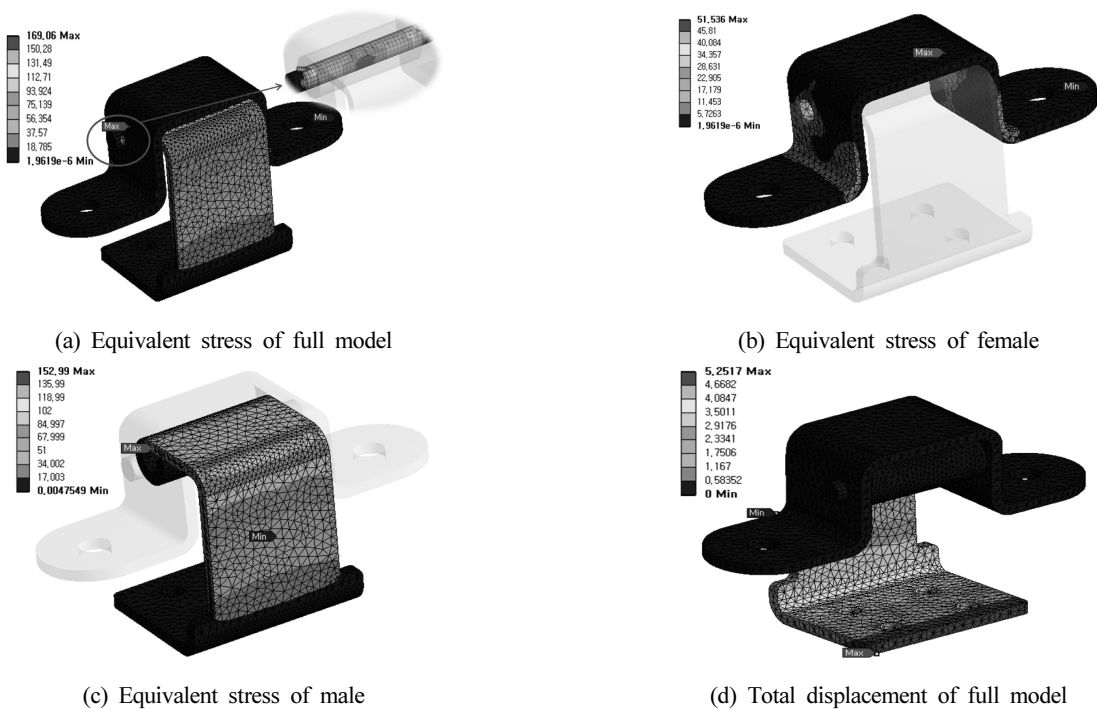 169,06 Max
150,28
131,49
112,71
93,924
75,139
56,354
37,57
18,785
1,9619e-6 Min
Max
Min
(a) Equivalent stress of full model
51,536 Max
45,81
40,084
34,357
28,631
22,905
17,179
11,453
5,7263
1,9619e-6 Min
Max
Min
(b) Equivalent stress of female
152,99 Max
135,99
118,99
102
84,997
67,999
51
34,002
17,003
0,0047549 Min
Max
Min
(c) Equivalent stress of male
5,2517 Max
4,6682
4,0847
3,5011
2,9176
2,3341
1,7506
1,167
0,58352
0 Min
Min
Max
(d) Total displacement of full model